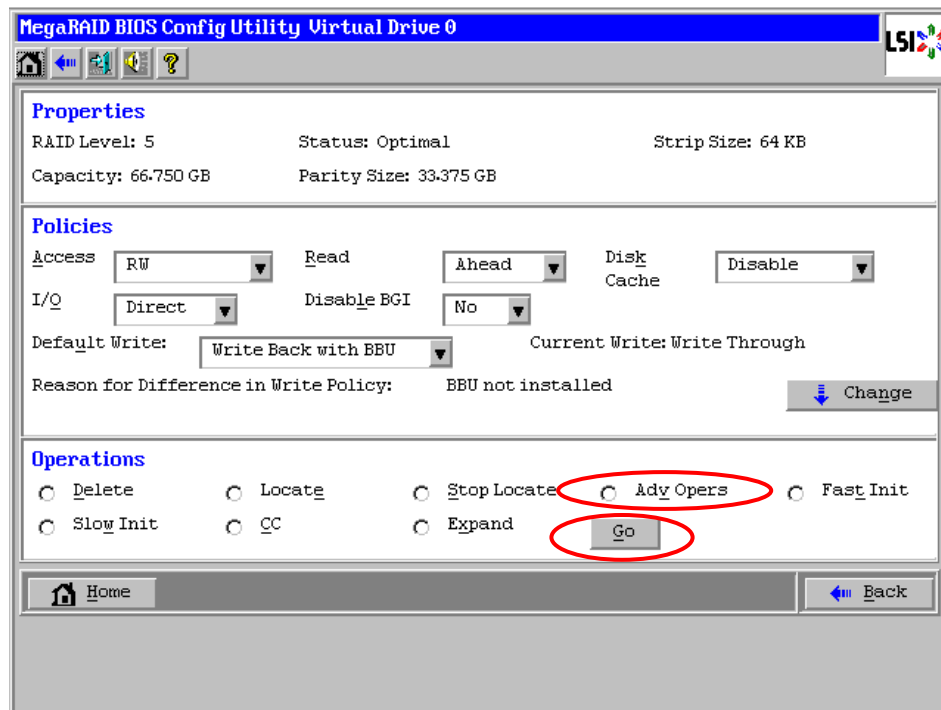 MegaRAID BIOS Config Utility Virtual Drive 0
LSI
Properties
RAID Level: 5 Status: Optimal Strip Size: 64 KB
Capacity: 66.750 GB Parity Size: 33.375 GB
Policies
Access RW Read Ahead Disk Cache Disable
I/O Direct Disable BGI No
Default Write: Write Back with BBU Current Write: Write Through
Reason for Difference in Write Policy: BBU not installed
Change
Operations
Delete Locate Stop Locate Adv Opers Fast Init
Slow Init CC Expand Go
Home Back